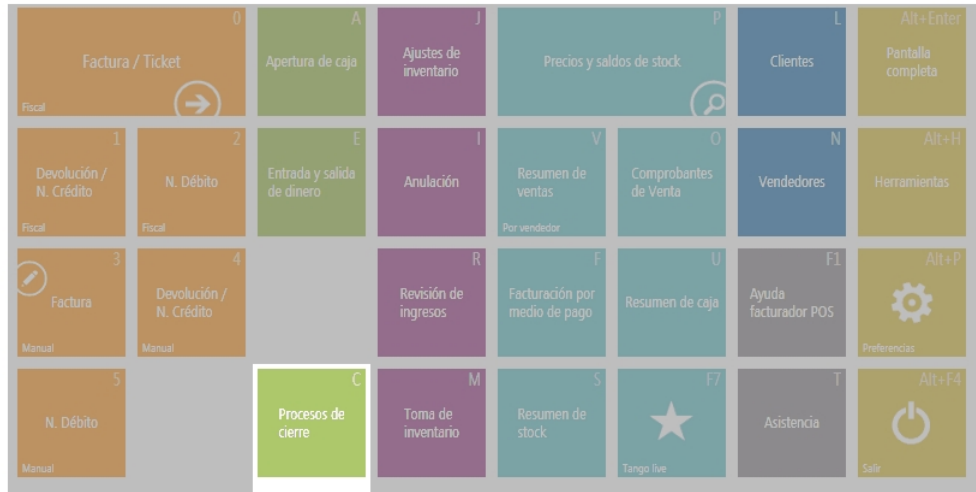 0
Factura / Ticket
Fiscal
A
Apertura de caja
J
Ajustes de
inventario
P
Precios y saldos de stock
L
Clientes
Alt+Enter
Pantalla
completa
1
Devolución /
N. Crédito
Fiscal
2
N. Débito
Fiscal
E
Entrada y salida
de dinero
I
Anulación
V
Resumen de
ventas
Por vendedor
O
Comprobantes
de Venta
N
Vendedores
Alt+H
Herramientas
3
Factura
Manual
4
Devolución /
N. Crédito
Manual
R
Revisión de
ingresos
F
Facturación por
medio de pago
U
Resumen de caja
F1
Ayuda
facturador POS
Alt+P
Preferencias
5
N. Débito
Manual
C
Procesos de
cierre
M
Toma de
inventario
S
Resumen de
stock
F7
Tango live
T
Asistencia
Alt+F4
Salir